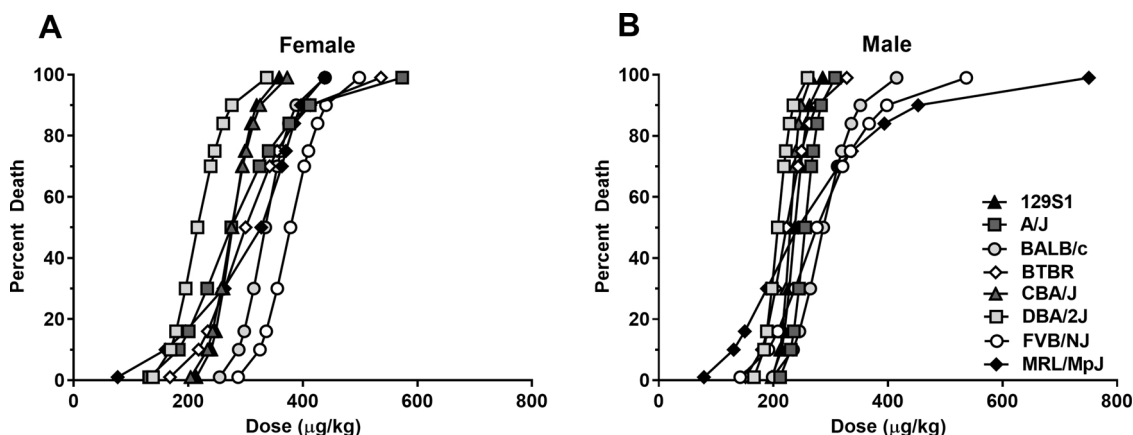 A
Female
Percent Death
100
80
60
40
20
0
0
200
400
600
800
Dose (μg/kg)
B
Male
Percent Death
100
80
60
40
20
0
0
200
400
600
800
Dose (μg/kg)
129S1
A/J
BALB/c
BTBR
CBA/J
DBA/2J
FVB/NJ
MRL/MpJ